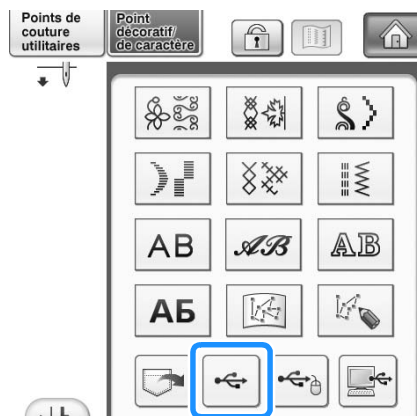 Points de
couture
utilitaires
Point
décoratif/
de caractère
AB
AB
AB
АБ